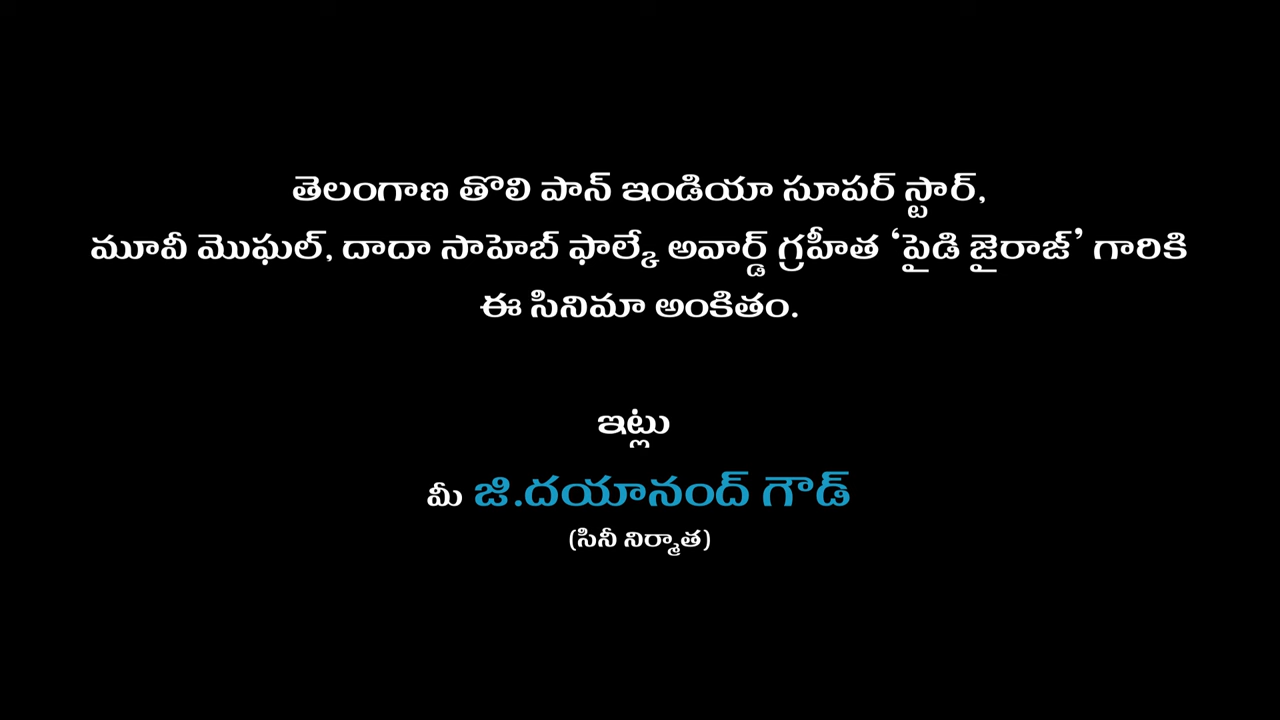 తెలంగాణ తొలి పాన్ ఇండియా సూపర్ స్టార్,
మూవీ మొఘల్, దాదా సాహెబ్ ఫాల్కే అవార్డ్ గ్రహీత ‘పైడి జైరాజ్’ గారికి
ఈ సినిమా అంకితం.
ఇట్లు
మీ జి.దయానంద్ గౌడ్
(సినీ నిర్మాత)